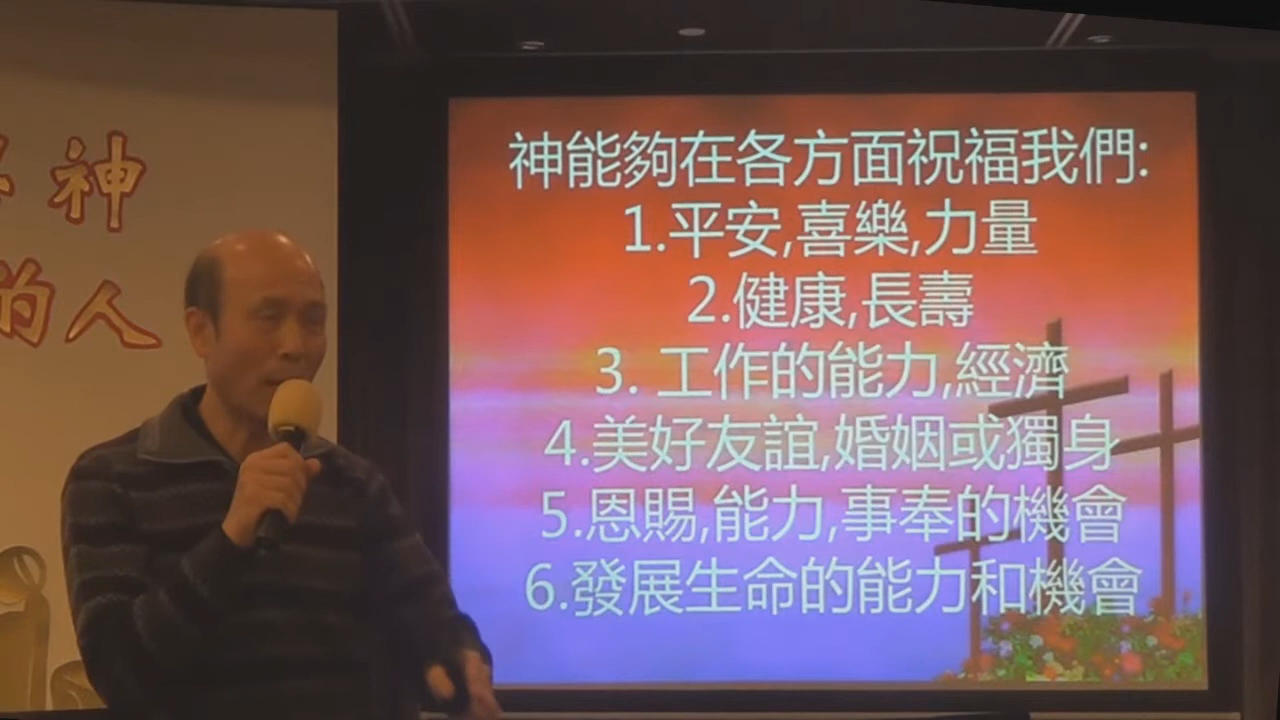 神
的人
神能夠在各方面祝福我們:
1.平安,喜樂,力量
2.健康,長壽
3. 工作的能力,經濟
4.美好友誼,婚姻或獨身
5.恩賜,能力,事奉的機會
6.發展生命的能力和機會